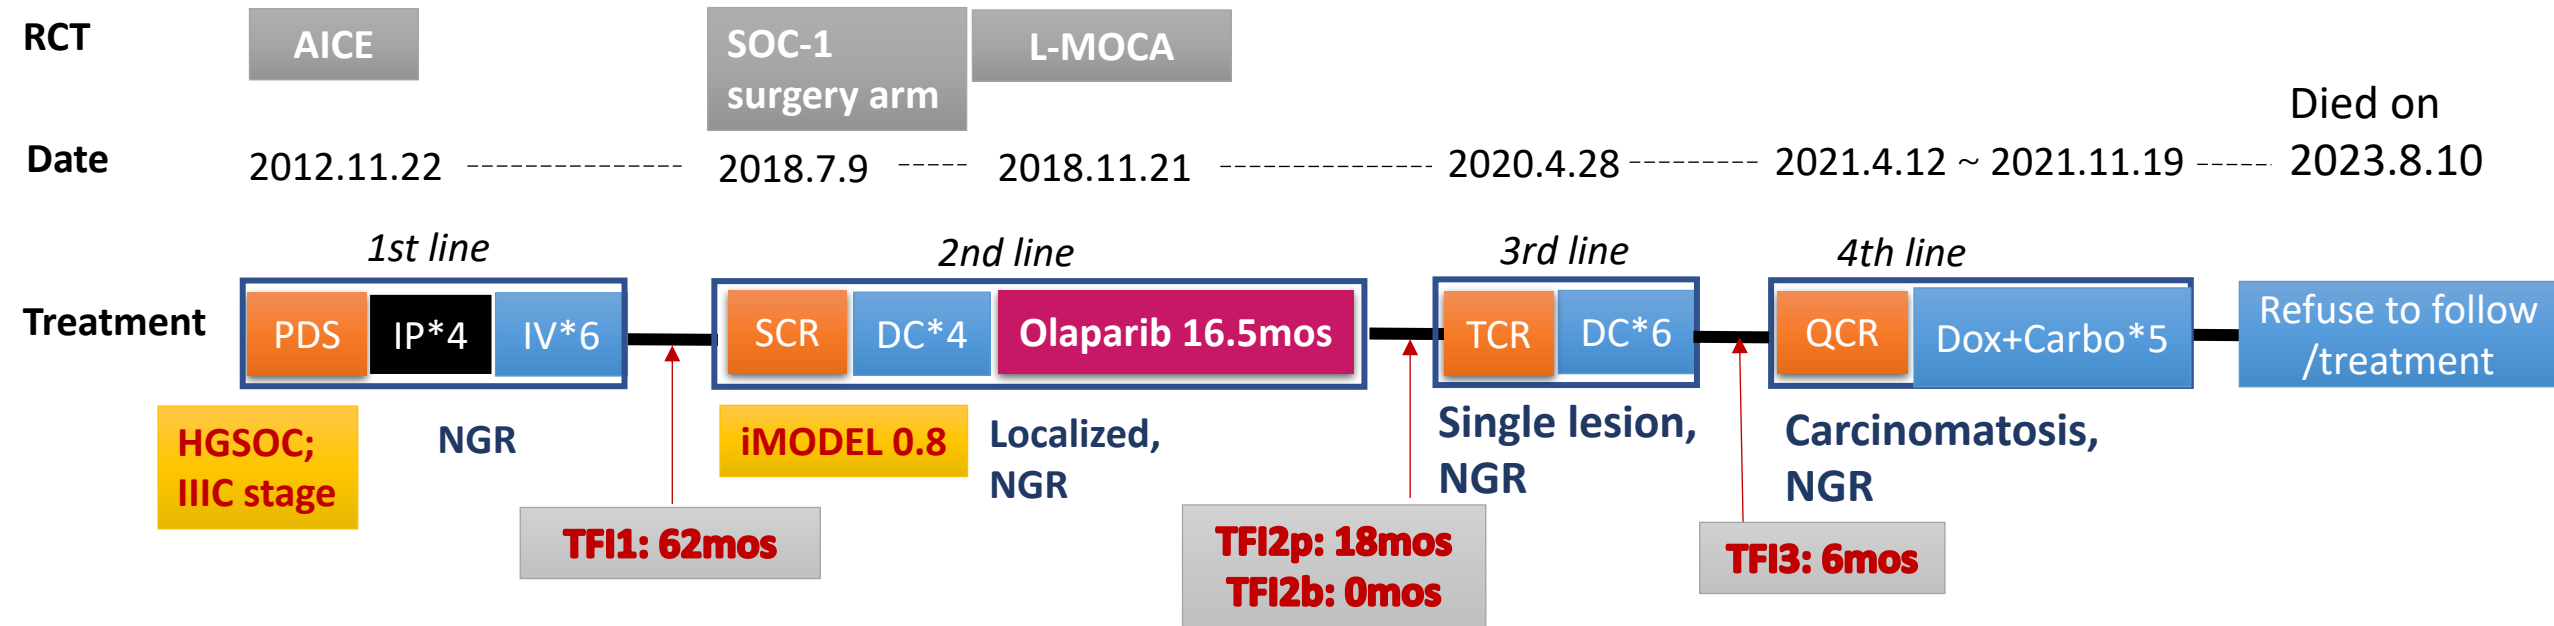 RCT
AICE
SOC-1
surgery arm
L-MOCA
Date
2012.11.22
2018.7.9
2018.11.21
2020.4.28
2021.4.12 ~ 2021.11.19
Died on
2023.8.10
1st line
2nd line
3rd line
4th line
Treatment
PDS
IP*4
IV*6
SCR
DC*4
Olaparib 16.5mos
TCR
DC*6
QCR
Dox+Carbo*5
Refuse to follow
/treatment
HGSOC;
IIIC stage
NGR
iMODEL 0.8
Localized,
NGR
Single lesion,
NGR
Carcinomatosis,
NGR
TFI1: 62mos
TFI2p: 18mos
TFI2b: 0mos
TFI3: 6mos